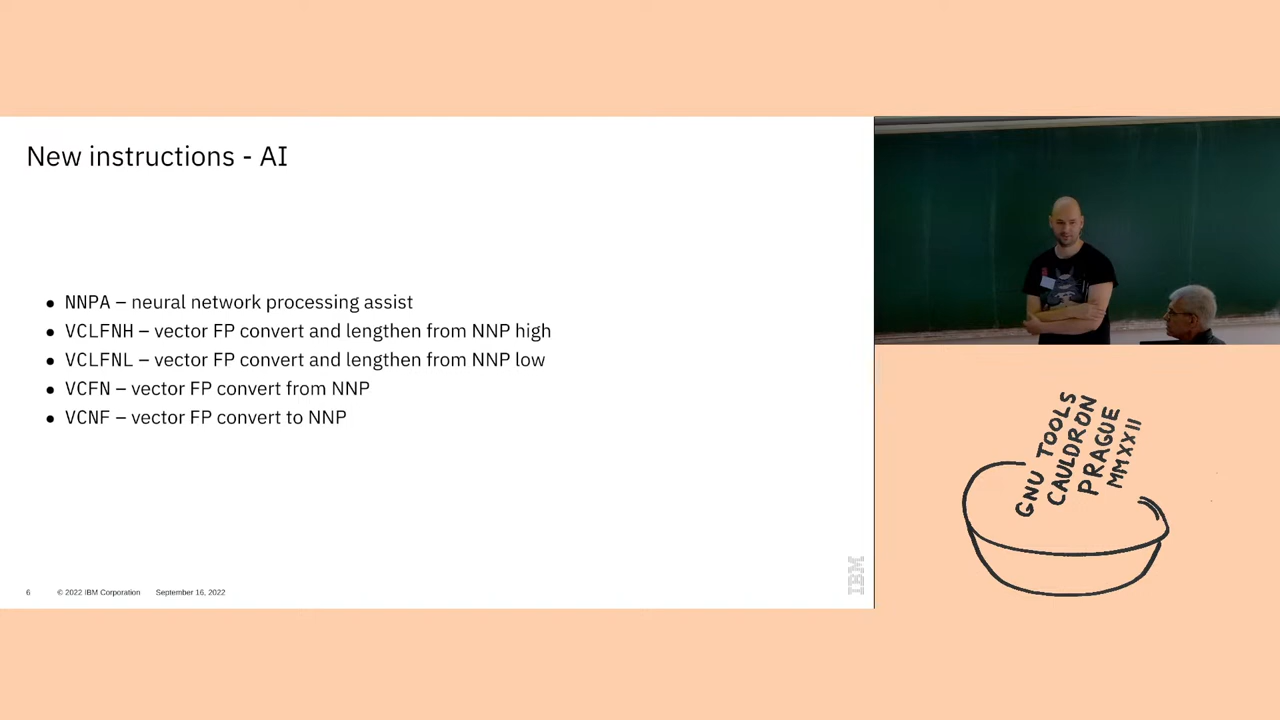 New instructions - AI
● NNPA – neural network processing assist
● VCLFNH – vector FP convert and lengthen from NNP high
● VCLFNL – vector FP convert and lengthen from NNP low
● VCFN – vector FP convert from NNP
● VCNF – vector FP convert to NNP
6 © 2022 IBM Corporation September 16, 2022
IBM
GNU TOOLS
CAULDRON
PRAGUE
MMXXII